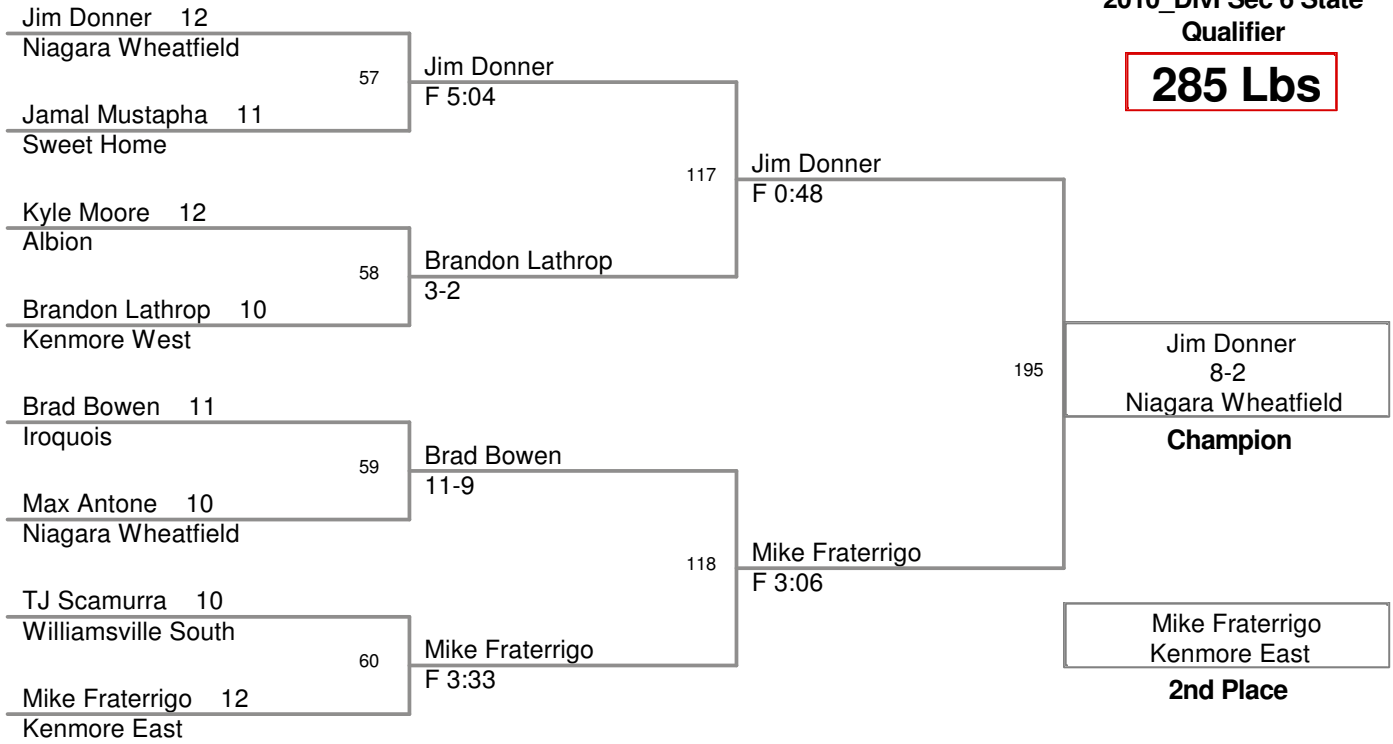 2010_DivI Sec 6 State
Qualifier
285 Lbs
Jim Donner 12
Niagara Wheatfield
57
Jamal Mustapha 11
Sweet Home
Jim Donner
F 5:04
Kyle Moore 12
Albion
58
Brandon Lathrop 10
Kenmore West
Brandon Lathrop
3-2
117
Jim Donner
F 0:48
Brad Bowen 11
Iroquois
59
Max Antone 10
Niagara Wheatfield
Brad Bowen
11-9
TJ Scamurra 10
Williamsville South
60
Mike Fraterrigo 12
Kenmore East
Mike Fraterrigo
F 3:33
118
Mike Fraterrigo
F 3:06
195
Jim Donner
8-2
Niagara Wheatfield
Champion
Mike Fraterrigo
Kenmore East
2nd Place